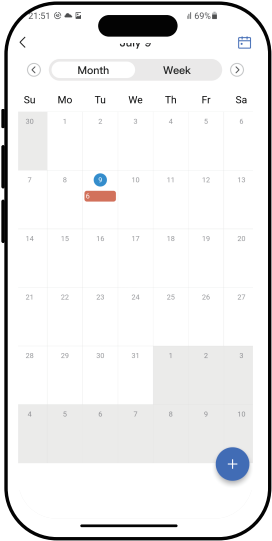 21:51 69%
July 9
Month Week
Su Mo Tu We Th Fr Sa
30 1 2 3 4 5 6
7 8 9 10 11 12 13
6
14 15 16 17 18 19 20
21 22 23 24 25 26 27
28 29 30 31 1 2 3
4 5 6 7 8 9 10
+